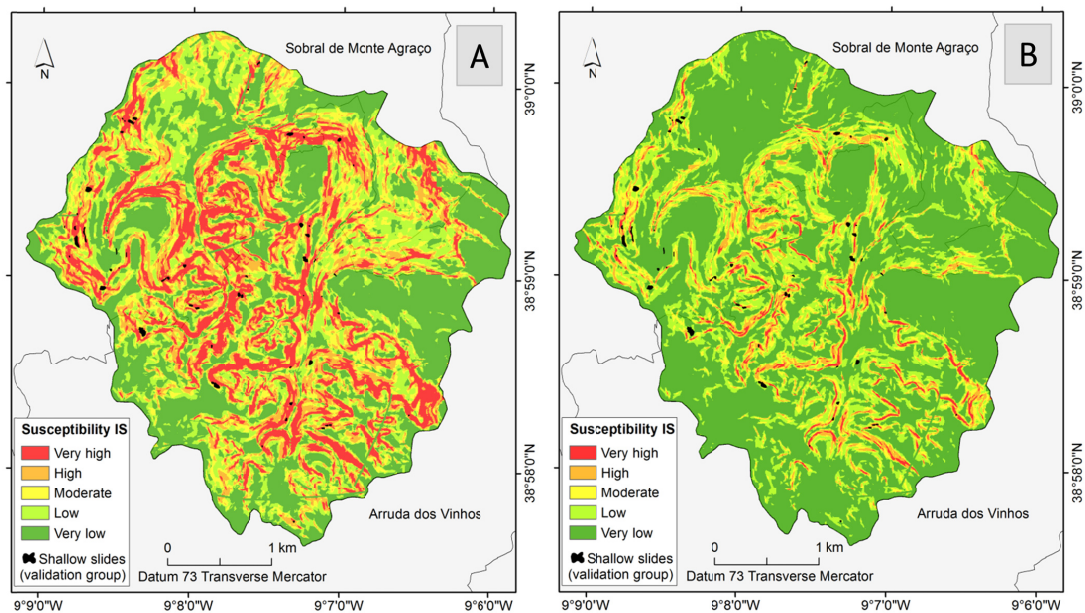 Sobral de Monte Agraço
A
N
39°0'0"N
38°59'0"N
38°58'0"N
Susceptibility IS
Very high
High
Moderate
Low
Very low
Shallow slides
(validation group)
Arruda dos Vinhos
0 1 km
Datum 73 Transverse Mercator
9°9'0"W 9°8'0"W 9°7'0"W 9°6'0"W
Sobral de Monte Agraço
B
N
39°0'0"N
38°59'0"N
38°58'0"N
Susceptibility IS
Very high
High
Moderate
Low
Very low
Shallow slides
(validation group)
Arruda dos Vinhos
0 1 km
Datum 73 Transverse Mercator
9°9'0"W 9°8'0"W 9°7'0"W 9°6'0"W